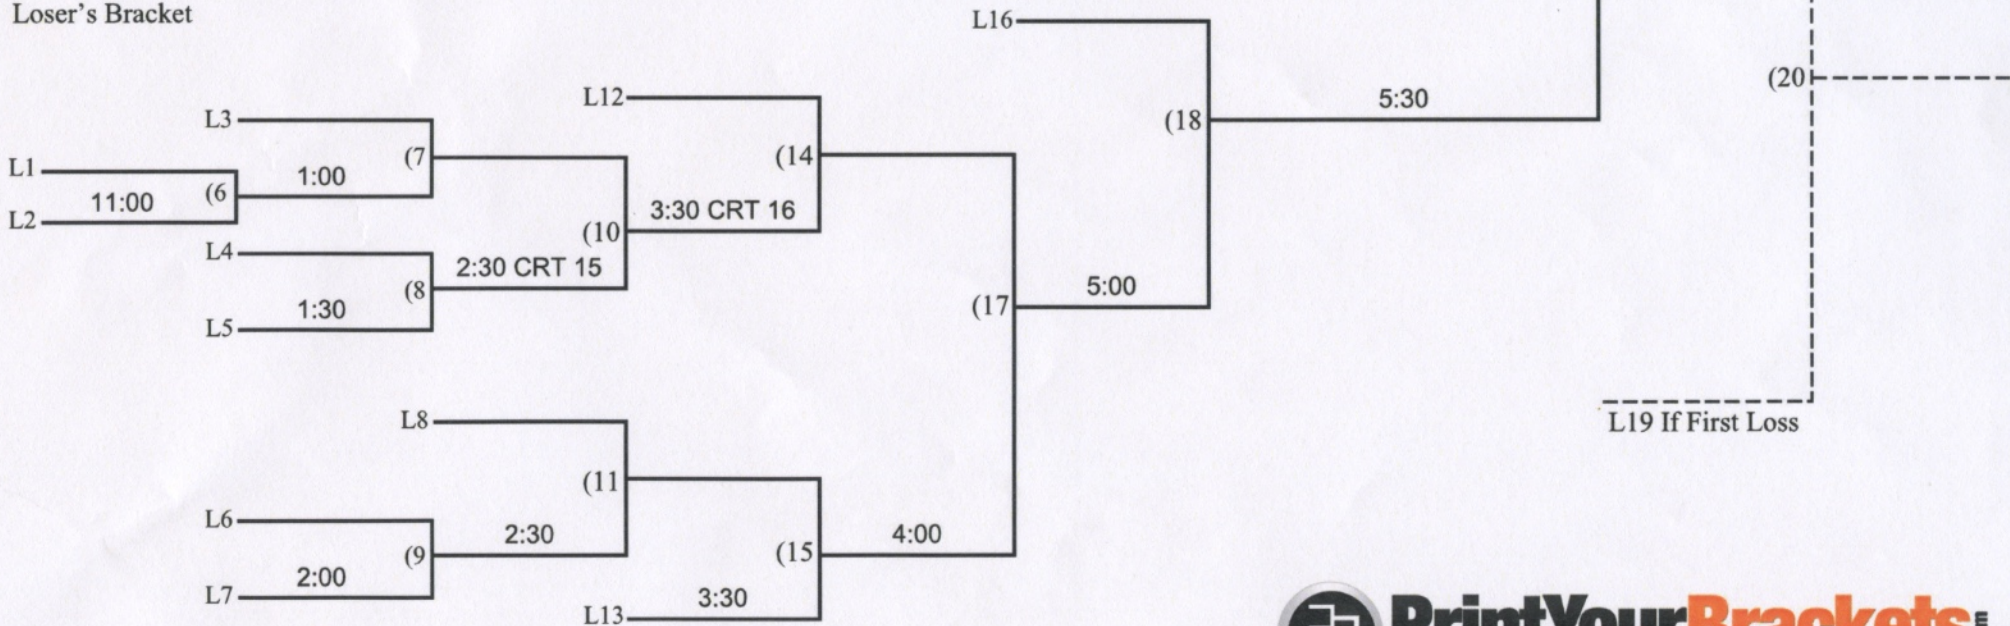 Loser's Bracket
L16
(20
L12
5:30
L3
(18
(7
(14
L1
1:00
(6
11:00
3:30 CRT 16
L2
(10
L4
2:30 CRT 15
(8
5:00
1:30
(17
L5
L8
L19 If First Loss
(11
L6
2:30
4:00
(9
(15
2:00
L7
3:30
L13
PrintYourBrackets